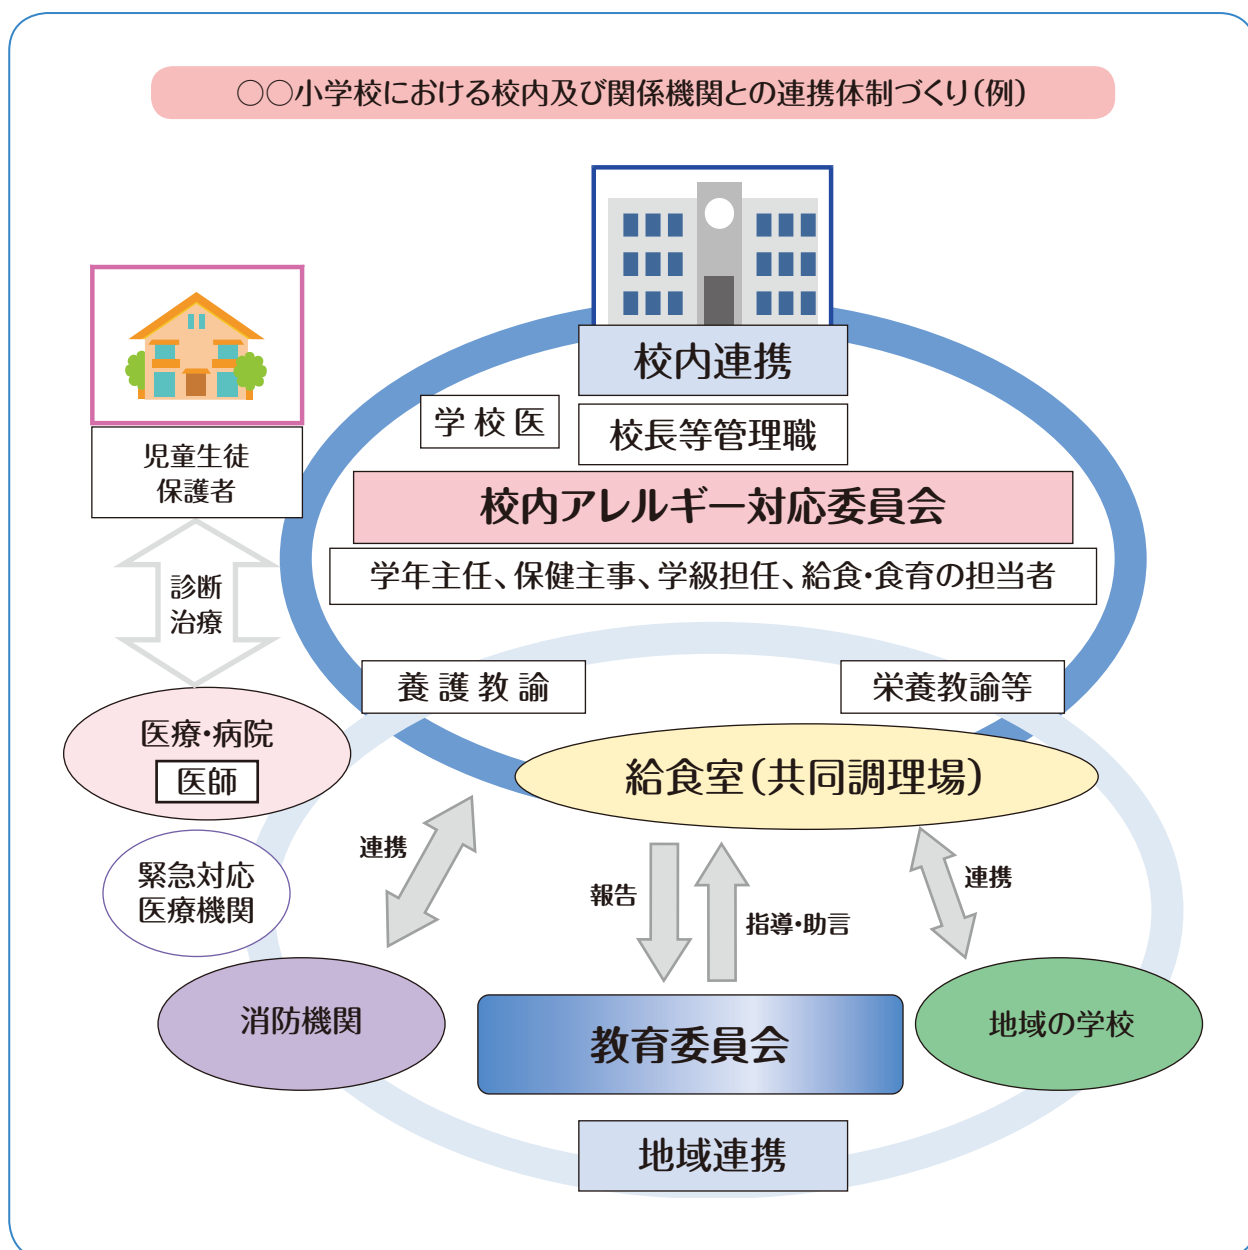 ○○小学校における校内及び関係機関との連携体制づくり(例)
校内連携
学校医
校長等管理職
児童生徒
保護者
校内アレルギー対応委員会
学年主任、保健主事、学級担任、給食・食育の担当者
診断
治療
養護教諭
栄養教諭等
医療・病院
医師
給食室(共同調理場)
緊急対応
医療機関
連携
報告
指導・助言
連携
消防機関
教育委員会
地域の学校
地域連携